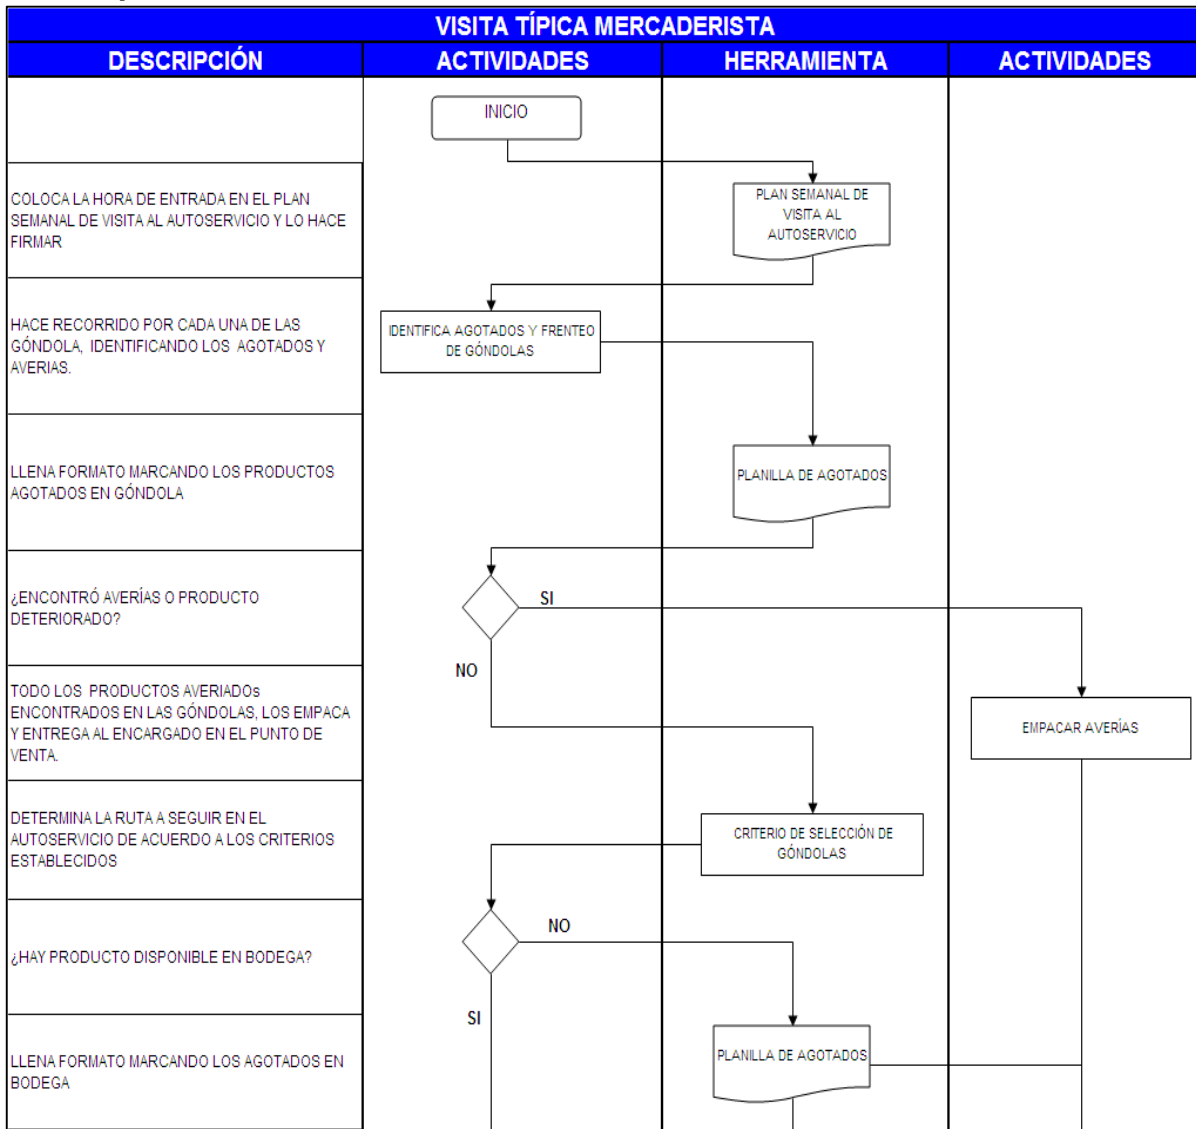 VISITA TÍPICA MERCADERISTA
DESCRIPCIÓN
ACTIVIDADES
HERRAMIENTA
ACTIVIDADES
INICIO
COLOCA LA HORA DE ENTRADA EN EL PLAN
SEMANAL DE VISITA AL AUTOSERVICIO Y LO HACE
FIRMAR
PLAN SEMANAL DE
VISITA AL
AUTOSERVICIO
HACE RECORRIDO POR CADA UNA DE LAS
GÓNDOLA, IDENTIFICANDO LOS AGOTADOS Y
AVERIAS.
IDENTIFICA AGOTADOS Y FRENTEO
DE GÓNDOLAS
LLENA FORMATO MARCANDO LOS PRODUCTOS
AGOTADOS EN GÓNDOLA
PLANILLA DE AGOTADOS
¿ENCONTRÓ AVERÍAS O PRODUCTO
DETERIORADO?
SI
NO
TODO LOS PRODUCTOS AVERIADOs
ENCONTRADOS EN LAS GÓNDOLAS, LOS EMPACA
Y ENTREGA AL ENCARGADO EN EL PUNTO DE
VENTA.
EMPACAR AVERÍAS
DETERMINA LA RUTA A SEGUIR EN EL
AUTOSERVICIO DE ACUERDO A LOS CRITERIOS
ESTABLECIDOS
CRITERIO DE SELECCIÓN DE
GÓNDOLAS
¿HAY PRODUCTO DISPONIBLE EN BODEGA?
NO
SI
LLENA FORMATO MARCANDO LOS AGOTADOS EN
BODEGA
PLANILLA DE AGOTADOS